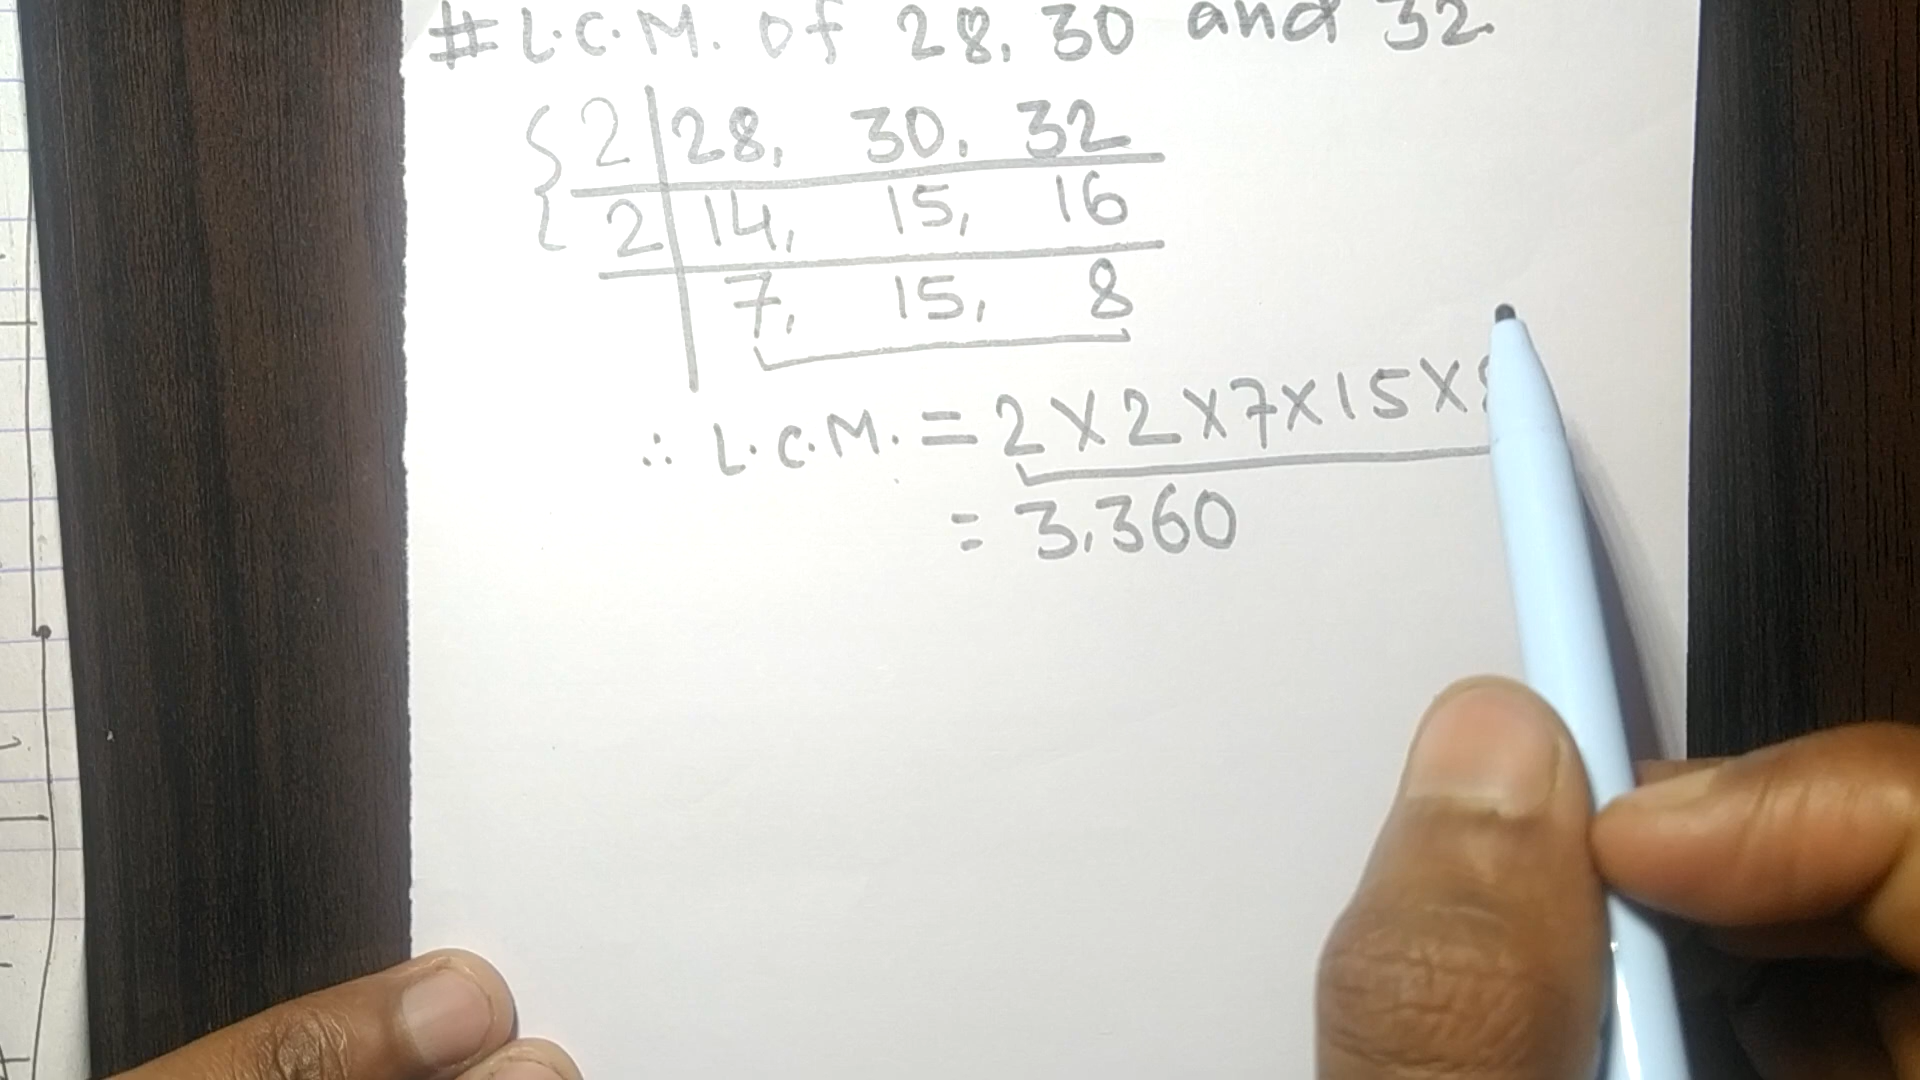 # L.C.M. of 28, 30 and 32.
2 | 28, 30, 32
2 | 14, 15, 16
7, 15, 8
∴ L.C.M. = 2 × 2 × 7 × 15 ×
= 3,360